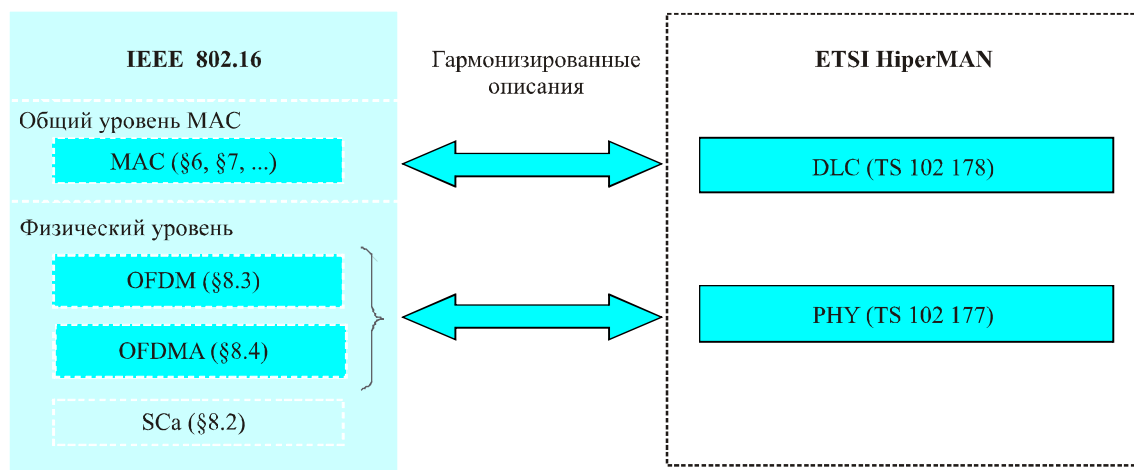 IEEE 802.16
Гармонизированные
описания
ETSI HiperMAN
Общий уровень MAC
MAC (§6, §7, ...)
DLC (TS 102 178)
Физический уровень
OFDM (§8.3)
PHY (TS 102 177)
OFDMA (§8.4)
SCa (§8.2)